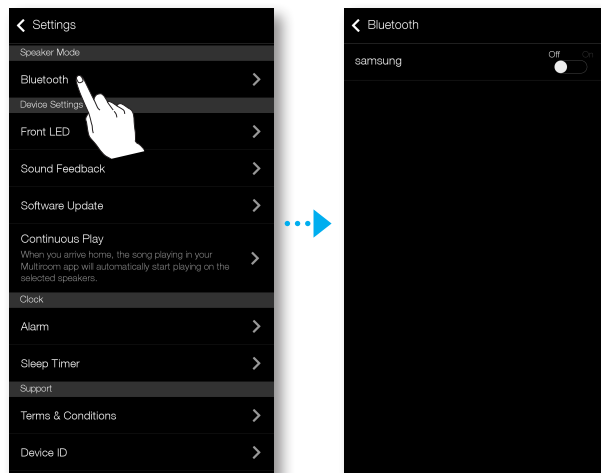 Settings
Speaker Mode
Bluetooth
Device Settings
Front LED
Sound Feedback
Software Update
Continuous Play
When you arrive home, the song playing in your
Multiroom app will automatically start playing on the
selected speakers.
Clock
Alarm
Sleep Timer
Support
Terms & Conditions
Device ID
Bluetooth
samsung
Off On